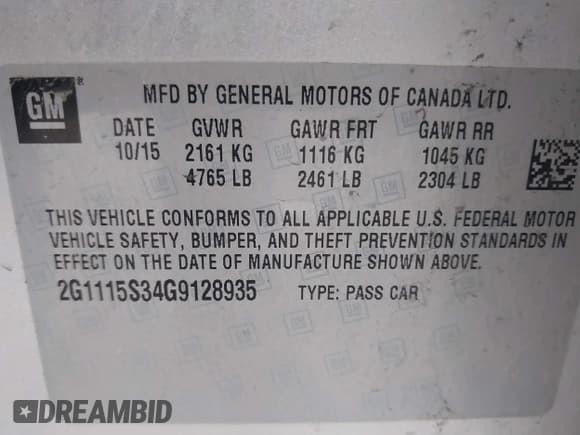 GM ®
MFD BY GENERAL MOTORS OF CANADA LTD.
DATE GVWR GAWR FRT GAWR RR
10/15 2161 KG 1116 KG 1045 KG
4765 LB 2461 LB 2304 LB
THIS VEHICLE CONFORMS TO ALL APPLICABLE U.S. FEDERAL MOTOR
VEHICLE SAFETY, BUMPER, AND THEFT PREVENTION STANDARDS IN
EFFECT ON THE DATE OF MANUFACTURE SHOWN ABOVE.
2G1115S34G9128935 TYPE: PASS CAR
DREAMBID